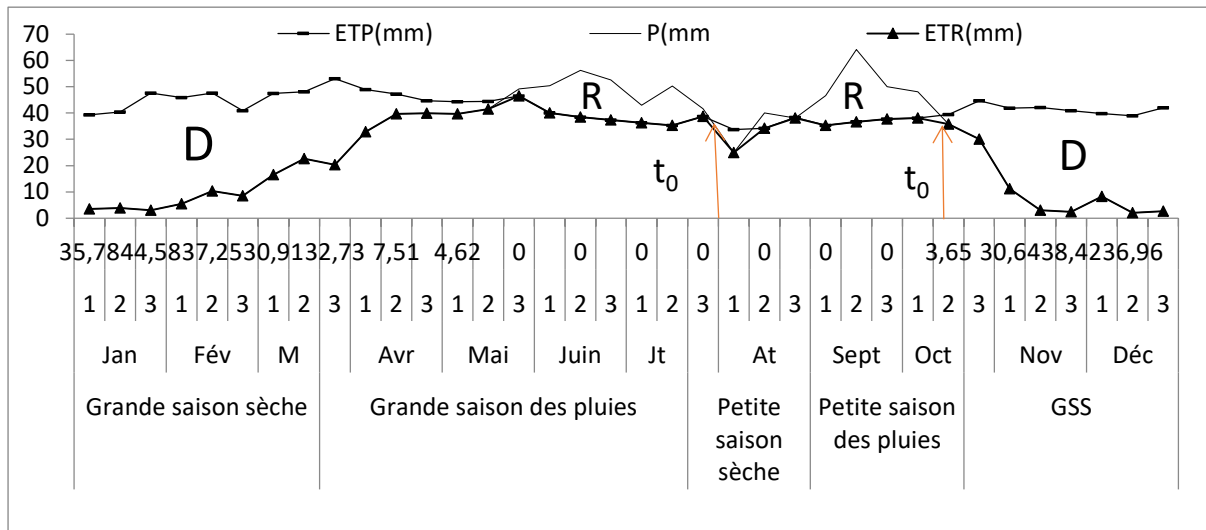 ETP(mm) P(mm ETR(mm)
70
60
50
40
30
20
10
0
D
R
R
D
t0
t0
35,7844,5837,2530,9132,73 7,51 4,62 0 0 0 0 0 0 0 3,65 30,6438,4236,96
1 2 3 1 2 3 1 2 3 1 2 3 1 2 3 1 2 3 1 2 3 1 2 3 1 2 3 1 2 3 1 2 3 1 2 3
Jan Fév M Avr Mai Juin Jt At Sept Oct Nov Déc
Grande saison sèche
Grande saison des pluies
Petite
saison
sèche
Petite saison
des pluies
GSS